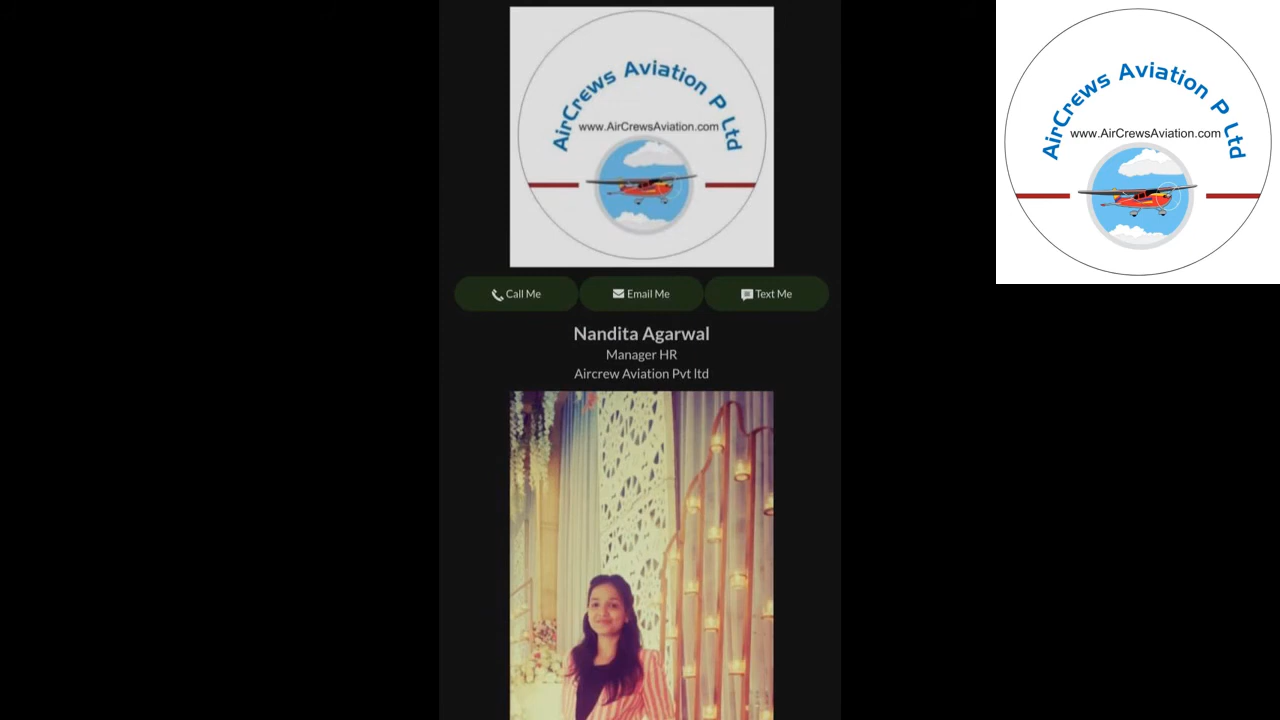 AirCrews Aviation P Ltd
www.AirCrewsAviation.com
Call Me
Email Me
Text Me
Nandita Agarwal
Manager HR
Aircrew Aviation Pvt ltd
AirCrews Aviation P Ltd
www.AirCrewsAviation.com